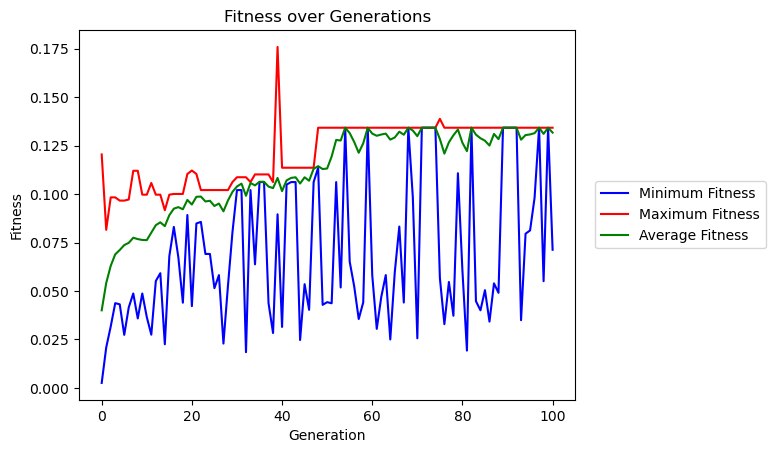 Fitness over Generations
0.175
0.150
0.125
0.100
0.075
0.050
0.025
0.000
Fitness
0
20
40
60
80
100
Generation
Minimum Fitness
Maximum Fitness
Average Fitness